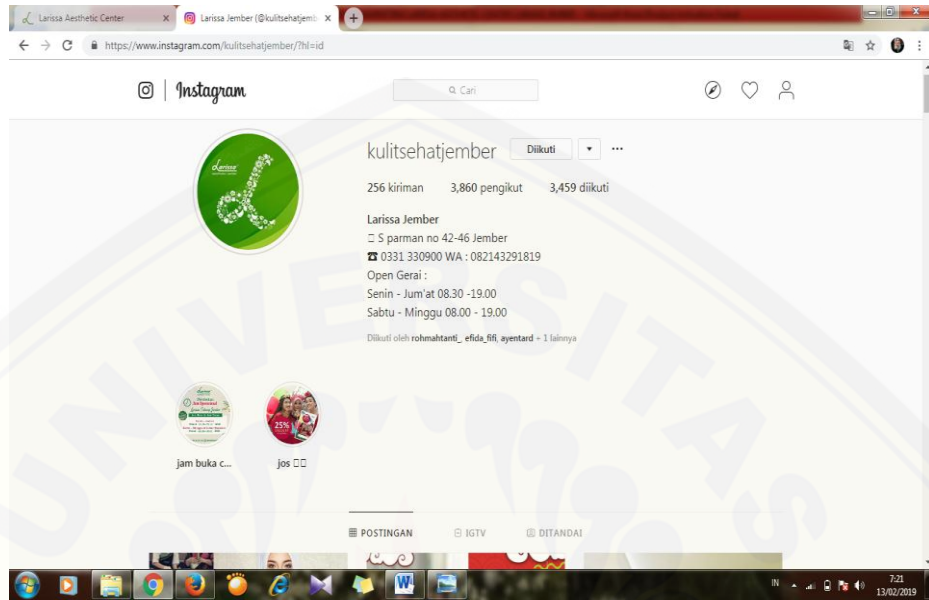 Larissa Aesthetic Center
Larissa Jember (@kulitsehatjemb
https://www.instagram.com/kulitsehatjember/?hl=id
Instagram
Cari
Larissa
kulitsehatjember Diikuti
256 kiriman 3,860 pengikut 3,459 diikuti
Larissa Jember
S parman no 42-46 Jember
☎ 0331 330900 WA : 082143291819
Open Gerai :
Senin - Jum'at 08.30 -19.00
Sabtu - Minggu 08.00 - 19.00
Diikuti oleh rohmahtanti_, efida_fifi, ayentard + 1 lainnya
25%
jam buka c... jos
POSTINGAN IGTV DITANDAI
UNIVERSITAS
IN 7:21
13/02/2019